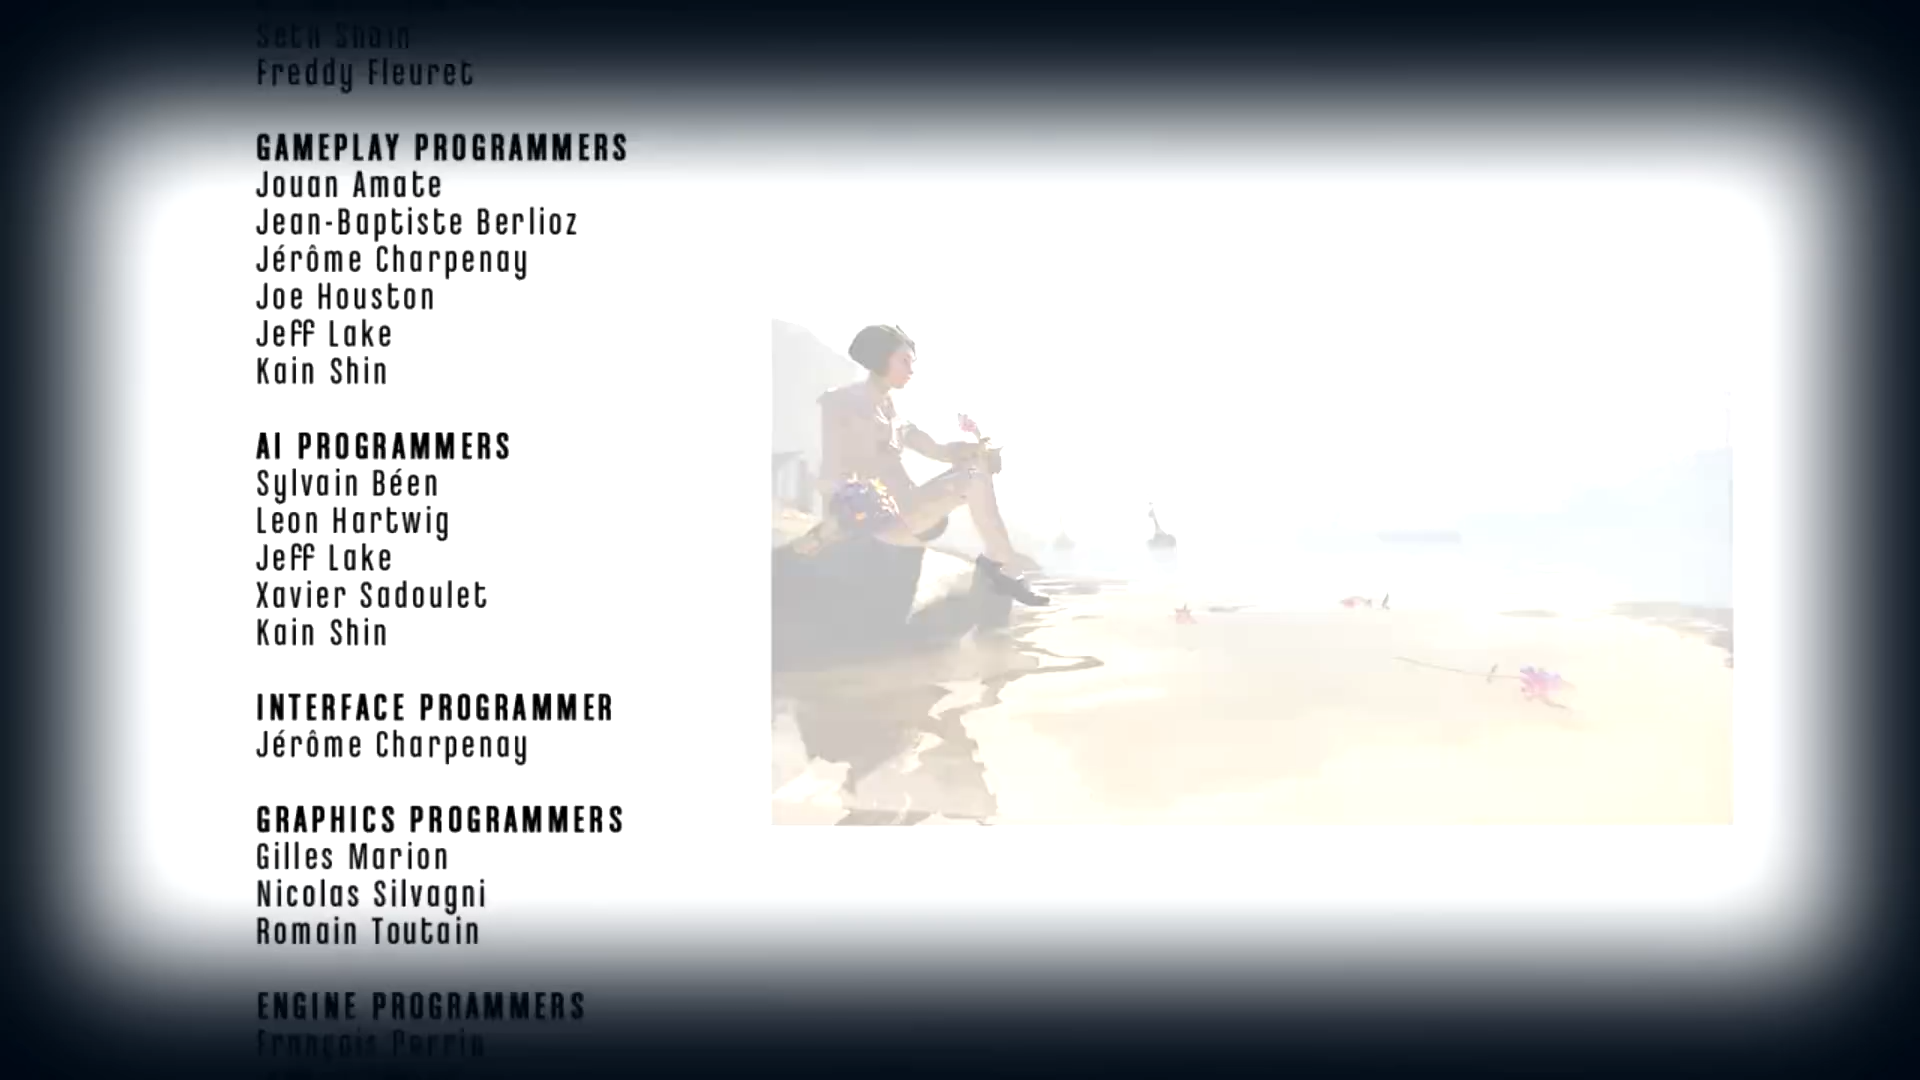 Seth Shain
Freddy Fleuret
GAMEPLAY PROGRAMMERS
Jouan Amate
Jean-Baptiste Berlioz
Jérôme Charpenay
Joe Houston
Jeff Lake
Kain Shin
AI PROGRAMMERS
Sylvain Béen
Leon Hartwig
Jeff Lake
Xavier Sadoulet
Kain Shin
INTERFACE PROGRAMMER
Jérôme Charpenay
GRAPHICS PROGRAMMERS
Gilles Marion
Nicolas Silvagni
Romain Toutain
ENGINE PROGRAMMERS
François Perrin